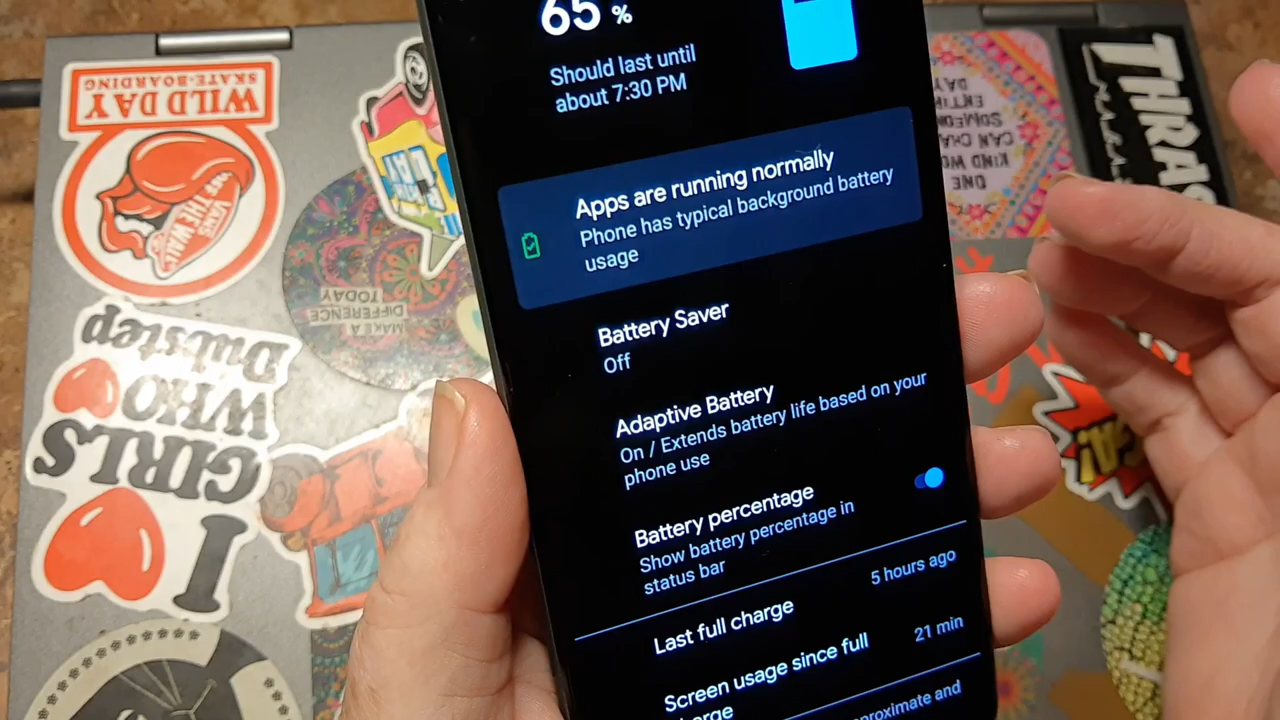 65 %
Should last until
about 7:30 PM
Apps are running normally
Phone has typical background battery
usage
Battery Saver
Off
Adaptive Battery
On / Extends battery life based on your
phone use
Battery percentage
Show battery percentage in
status bar
Last full charge
5 hours ago
Screen usage since full
21 min
proximate and
WILD DAY
SKATE-BOARDING
VANS
THE WALL
MAKE A
DIFFERENCE
TODAY
I
GIRLS
WHO
Dubstep
ONE
KIND WORD
CAN CHANGE
SOMEONE'S
ENTIRE
DAY
THRAS